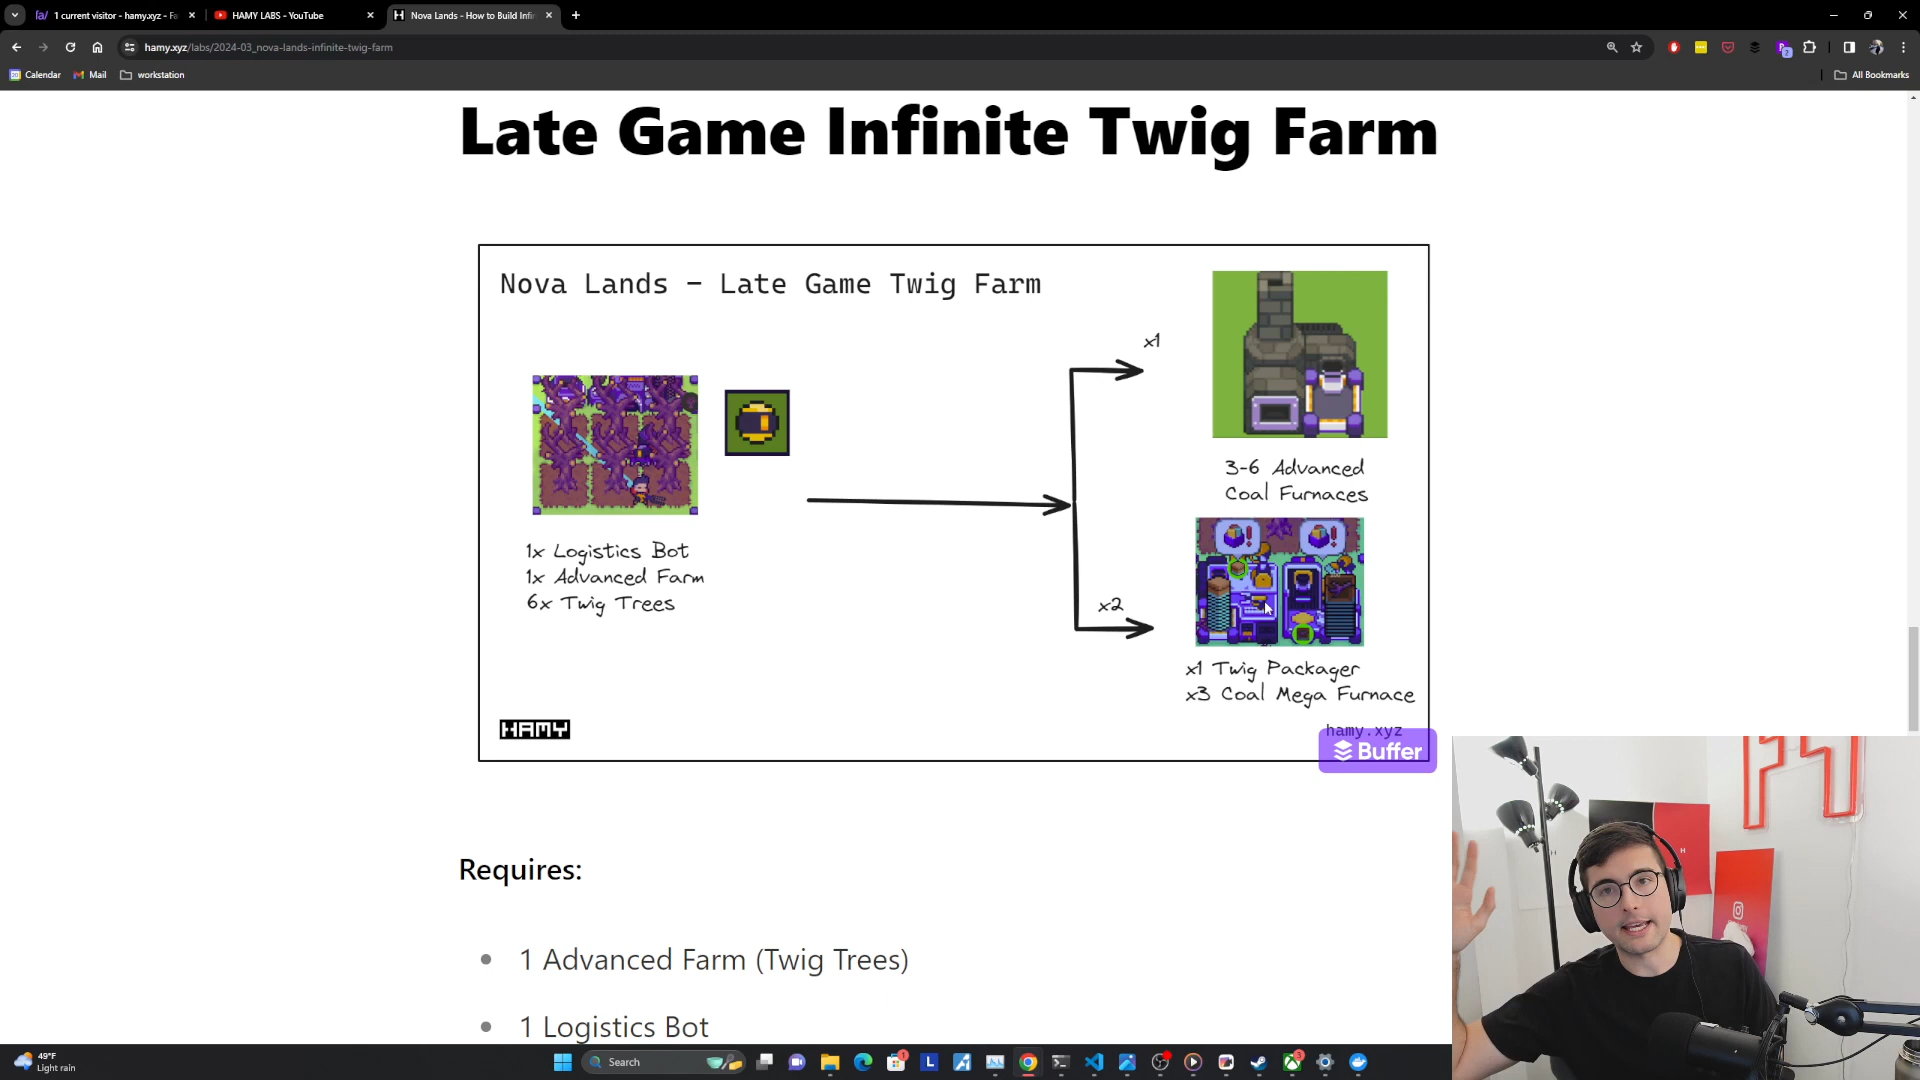 1 current visitor - hamy.xyz - Fa
HAMY LABS - YouTube
Nova Lands - How to Build Infin
hamy.xyz/labs/2024-03_nova-lands-infinite-twig-farm
Calendar
Mail
workstation
All Bookmarks
Late Game Infinite Twig Farm
Nova Lands - Late Game Twig Farm
x1
3-6 Advanced
Coal Furnaces
1x Logistics Bot
1x Advanced Farm
6x Twig Trees
x2
x1 Twig Packager
x3 Coal Mega Furnace
HAMY
hamy.xyz
Buffer
Requires:
1 Advanced Farm (Twig Trees)
1 Logistics Bot
49°F
Light rain
Search